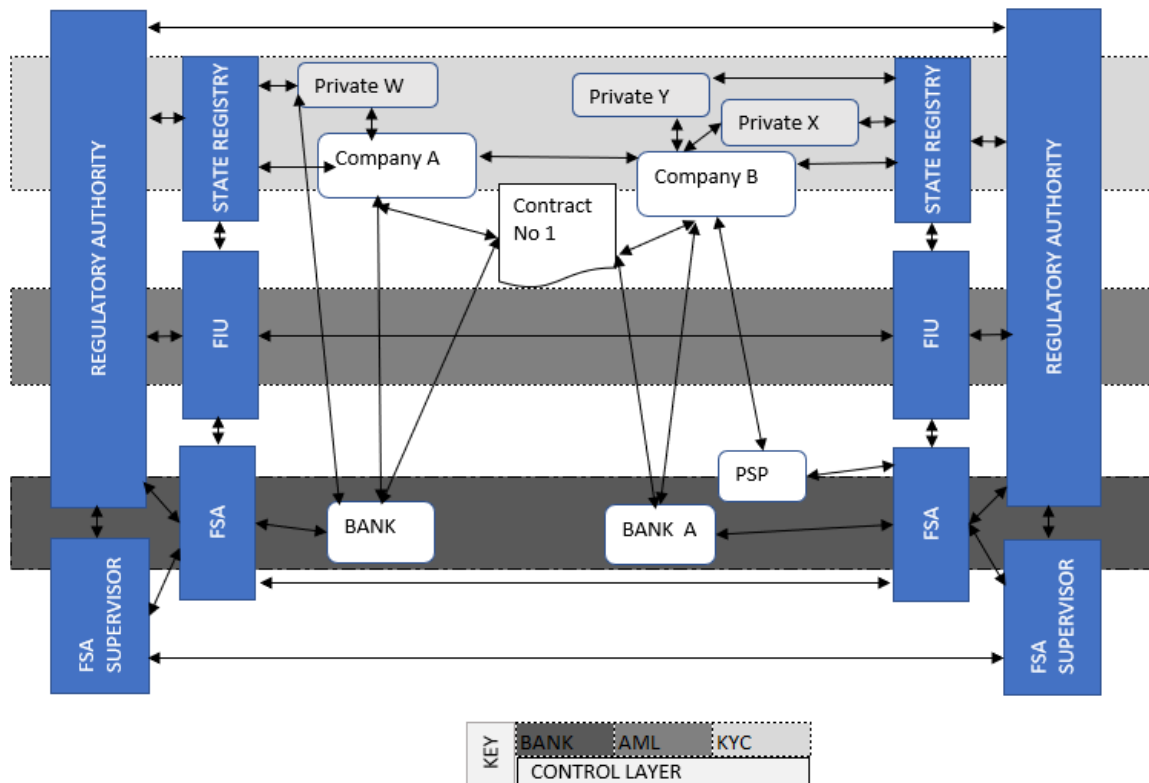 REGULATORY AUTHORITY
STATE REGISTRY
Private W
Private Y
Private X
STATE REGISTRY
REGULATORY AUTHORITY
Company A
Company B
Contract
No 1
FIU
FIU
FSA
BANK
BANK A
PSP
FSA
FSA
SUPERVISOR
FSA
SUPERVISOR
KEY
BANK
AML
KYC
CONTROL LAYER